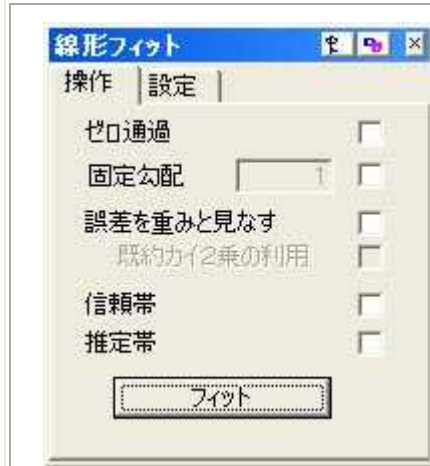 線形フィット
操作 設定
ゼロ通過
固定勾配 1
誤差を重みと見なす
既約カイ2乗の利用
信頼帯
推定帯
フィット